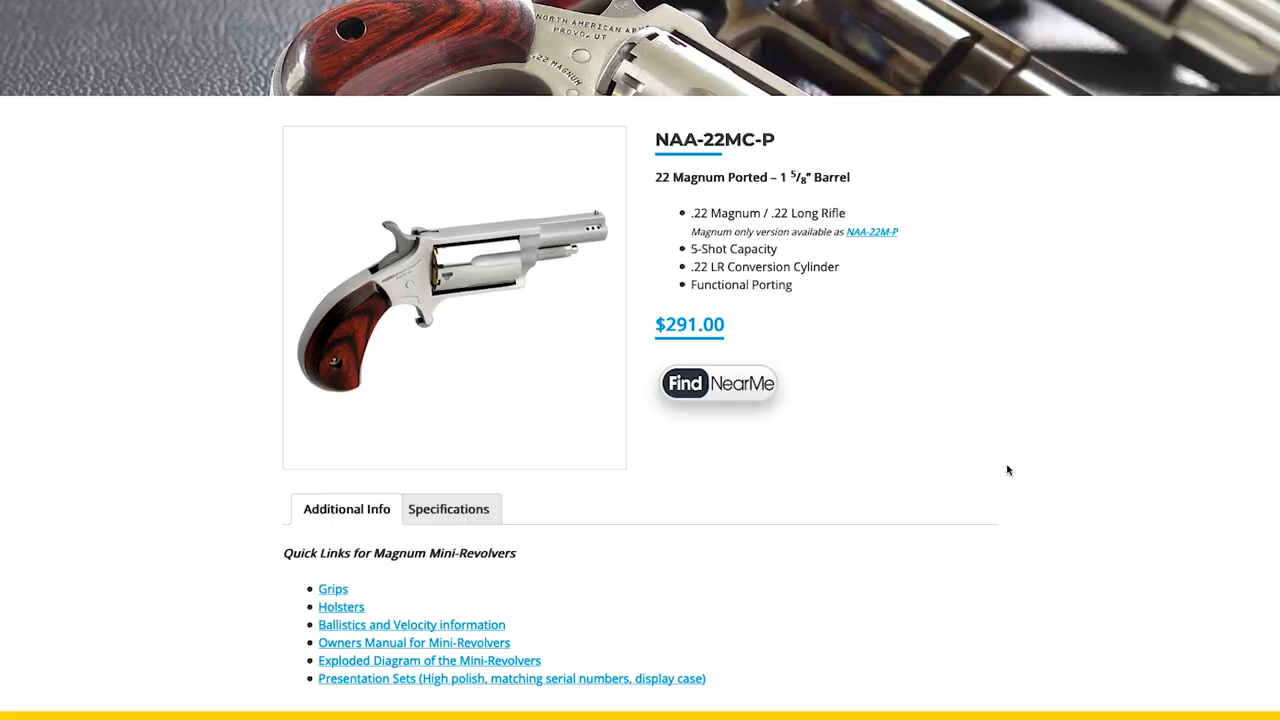 NORTH AMERICAN ARM
PROVO, UT
.22 MAGNUM
NAA-22MC-P
22 Magnum Ported – 1 5/8" Barrel
.22 Magnum / .22 Long Rifle
Magnum only version available as NAA-22M-P
5-Shot Capacity
.22 LR Conversion Cylinder
Functional Porting
$291.00
Find NearMe
Additional Info
Specifications
Quick Links for Magnum Mini-Revolvers
Grips
Holsters
Ballistics and Velocity information
Owners Manual for Mini-Revolvers
Exploded Diagram of the Mini-Revolvers
Presentation Sets (High polish, matching serial numbers, display case)